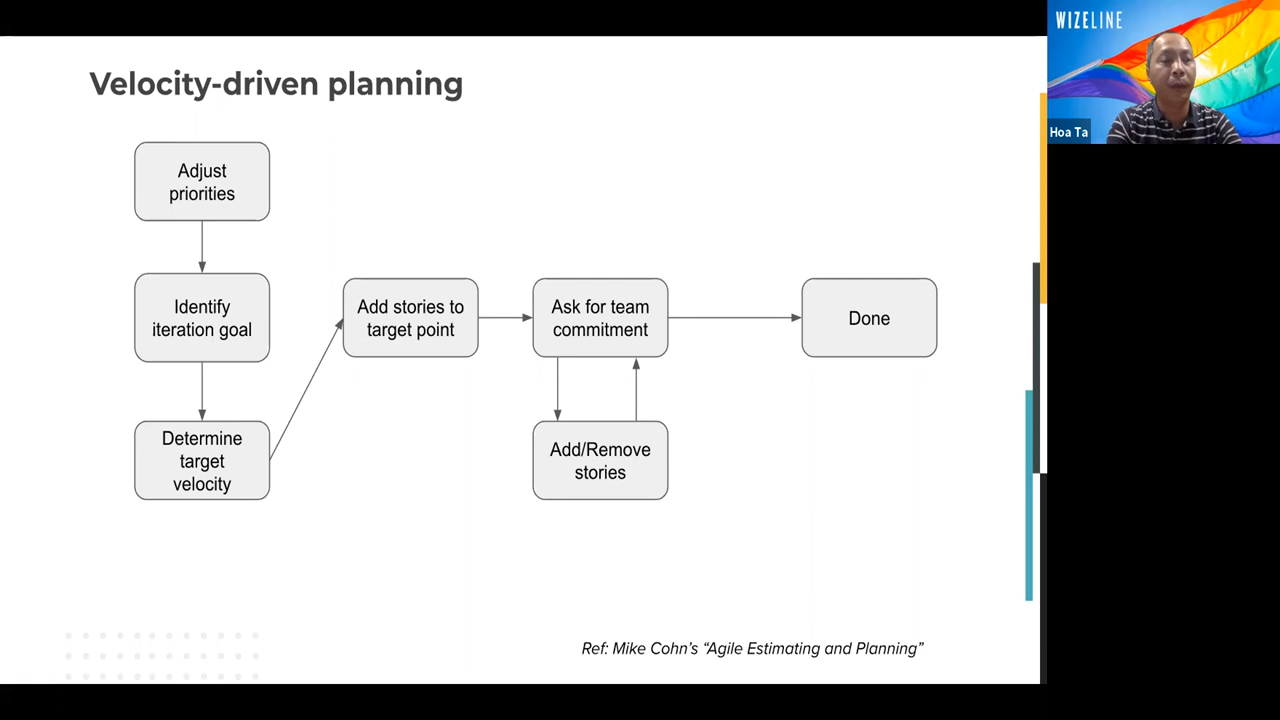 Velocity-driven planning
Adjust
priorities
Identify
iteration goal
Determine
target
velocity
Add stories to
target point
Ask for team
commitment
Add/Remove
stories
Done
Ref: Mike Cohn's “Agile Estimating and Planning”
WIZELINE
Hoa Ta